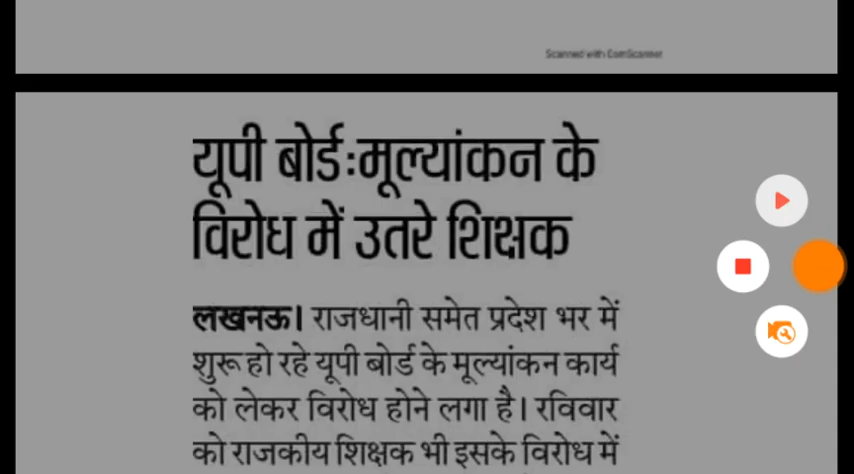 Scanned with CamScanner
यूपी बोर्ड:मूल्यांकन के
विरोध में उतरे शिक्षक
लखनऊ। राजधानी समेत प्रदेश भर में
शुरू हो रहे यूपी बोर्ड के मूल्यांकन कार्य
को लेकर विरोध होने लगा है। रविवार
को राजकीय शिक्षक भी इसके विरोध में